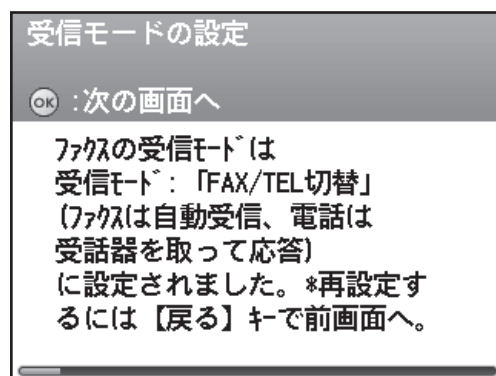 受信モードの設定
OK :次の画面へ
ﾌｧｸｽの受信ﾓｰﾄﾞは
受信ﾓｰﾄﾞ:「FAX/TEL切替」
(ﾌｧｸｽは自動受信、電話は
受話器を取って応答)
に設定されました。*再設定す
るには【戻る】ｷｰで前画面へ。